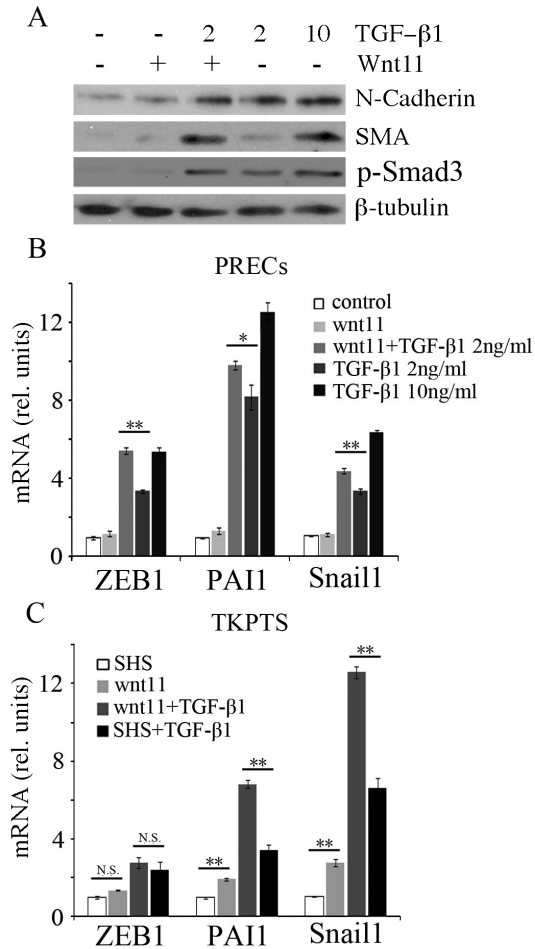 A
- - 2 2 10 TGF-β1
- + + - - Wnt11
N-Cadherin
SMA
p-Smad3
β-tubulin
B
PRECs
mRNA (rel. units)
12
8
4
0
control
wnt11
wnt11+TGF-β1 2ng/ml
TGF-β1 2ng/ml
TGF-β1 10ng/ml
**
*
**
ZEB1 PAI1 Snail1
C
TKPTS
mRNA (rel. units)
12
8
4
0
SHS
wnt11
wnt11+TGF-β1
SHS+TGF-β1
N.S.
N.S.
**
**
**
**
ZEB1 PAI1 Snail1